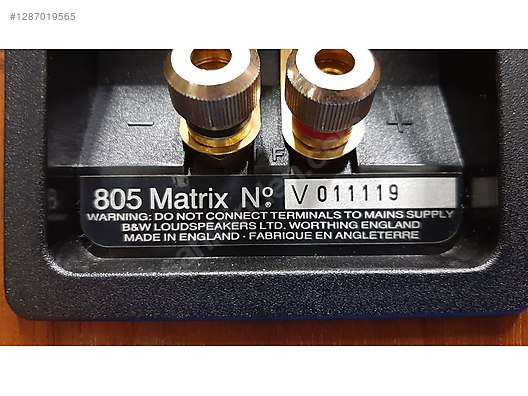 #1287019565
− +
F
805 Matrix Nº. V 011119
WARNING: DO NOT CONNECT TERMINALS TO MAINS SUPPLY
B&W LOUDSPEAKERS LTD. WORTHING ENGLAND
MADE IN ENGLAND · FABRIQUE EN ANGLETERRE